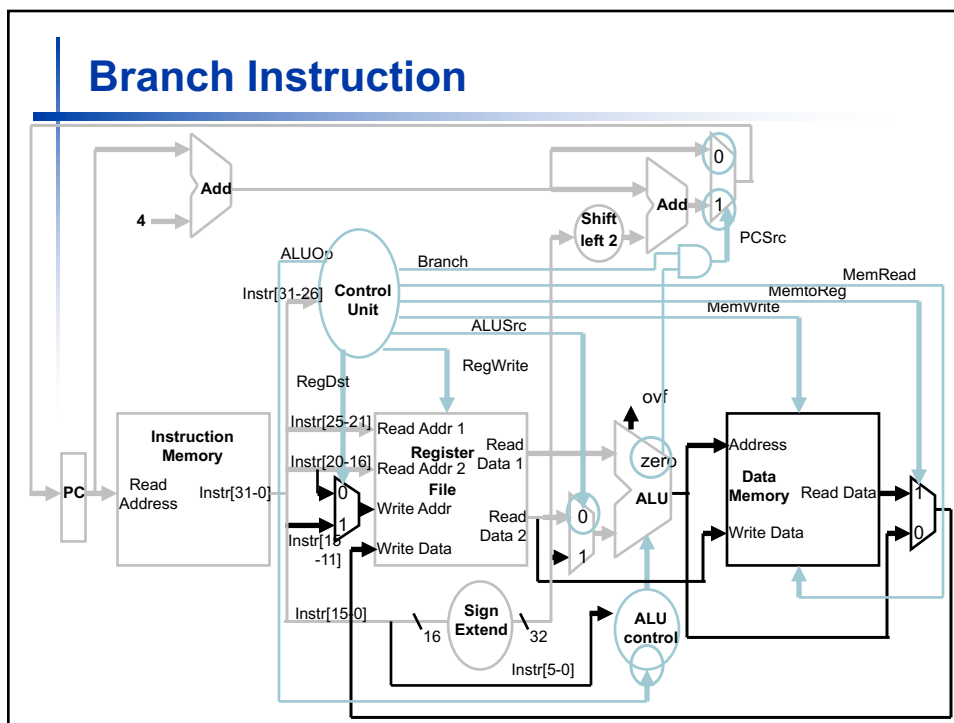 Branch Instruction
Add
4
Shift
left 2
Add
0
1
PCSrc
ALUOp
Branch
MemRead
Instr[31-26]
Control
Unit
MemtoReg
MemWrite
ALUSrc
RegWrite
RegDst
ovf
Instruction
Memory
Read
Address
PC
Instr[31-0]
Instr[25-21]
Instr[20-16]
Instr[15
-11]
0
1
Read Addr 1
Register
Read Addr 2
File
Write Addr
Write Data
Read
Data 1
Read
Data 2
0
1
zero
ALU
Address
Data
Memory
Read Data
Write Data
1
0
Instr[15-0]
16
Sign
Extend
32
ALU
control
Instr[5-0]